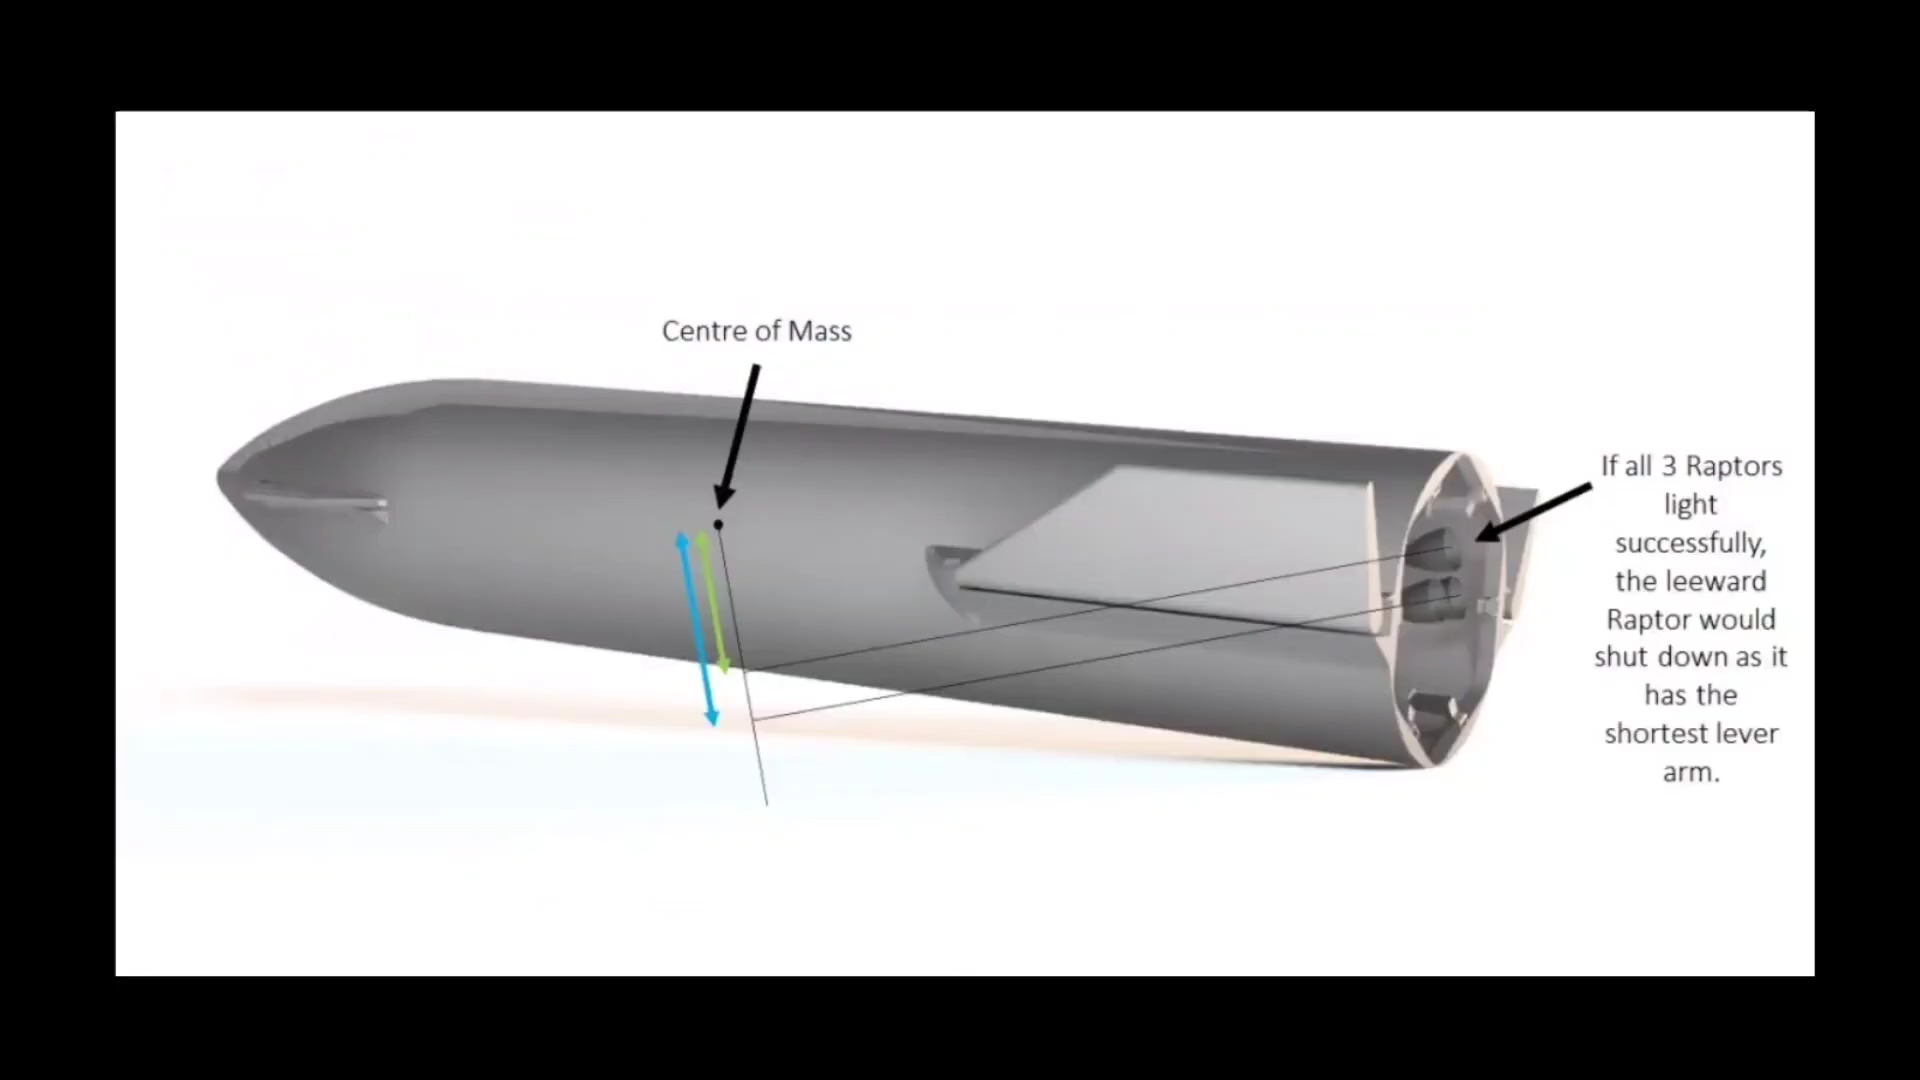 Centre of Mass
If all 3 Raptors
light
successfully,
the leeward
Raptor would
shut down as it
has the
shortest lever
arm.